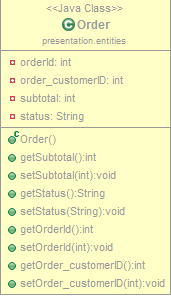 <<Java Class>>
Order
presentation.entities
orderId: int
order_customerID: int
subtotal: int
status: String
Order()
getSubtotal():int
setSubtotal(int):void
getStatus():String
setStatus(String):void
getOrderId():int
setOrderId(int):void
getOrder_customerID():int
setOrder_customerID(int):void